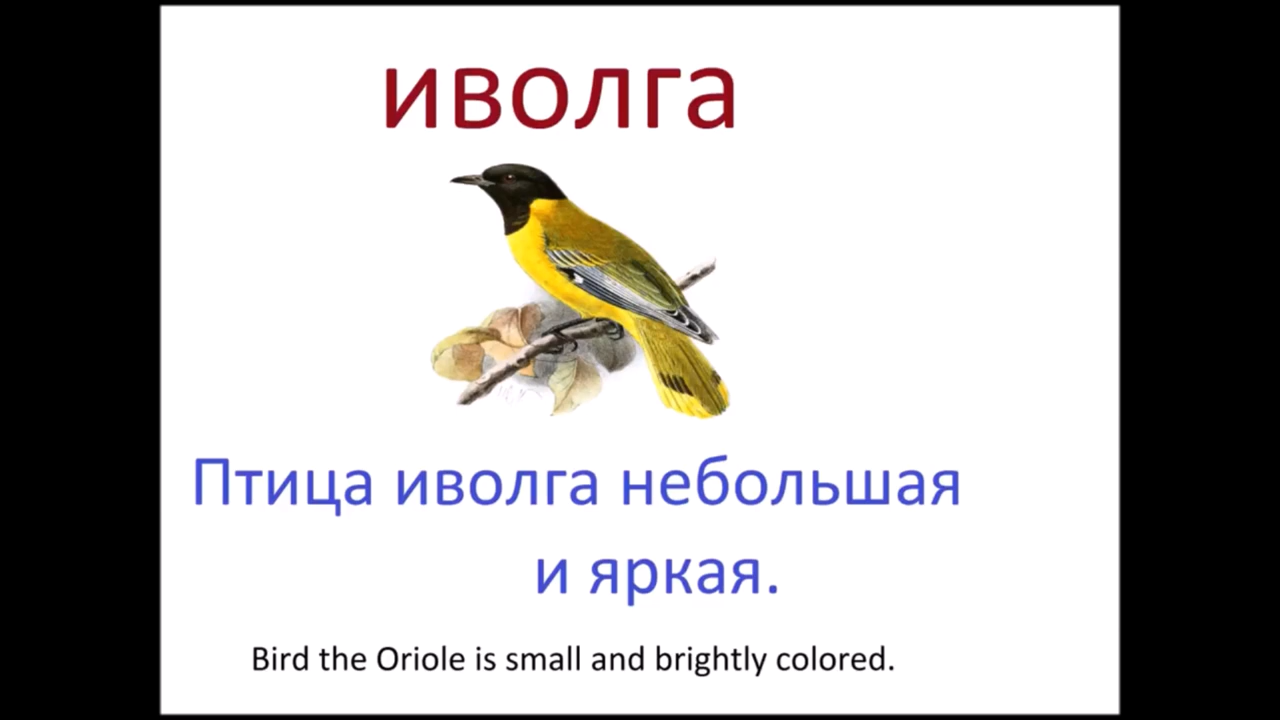 иволга
Птица иволга небольшая
и яркая.
Bird the Oriole is small and brightly colored.